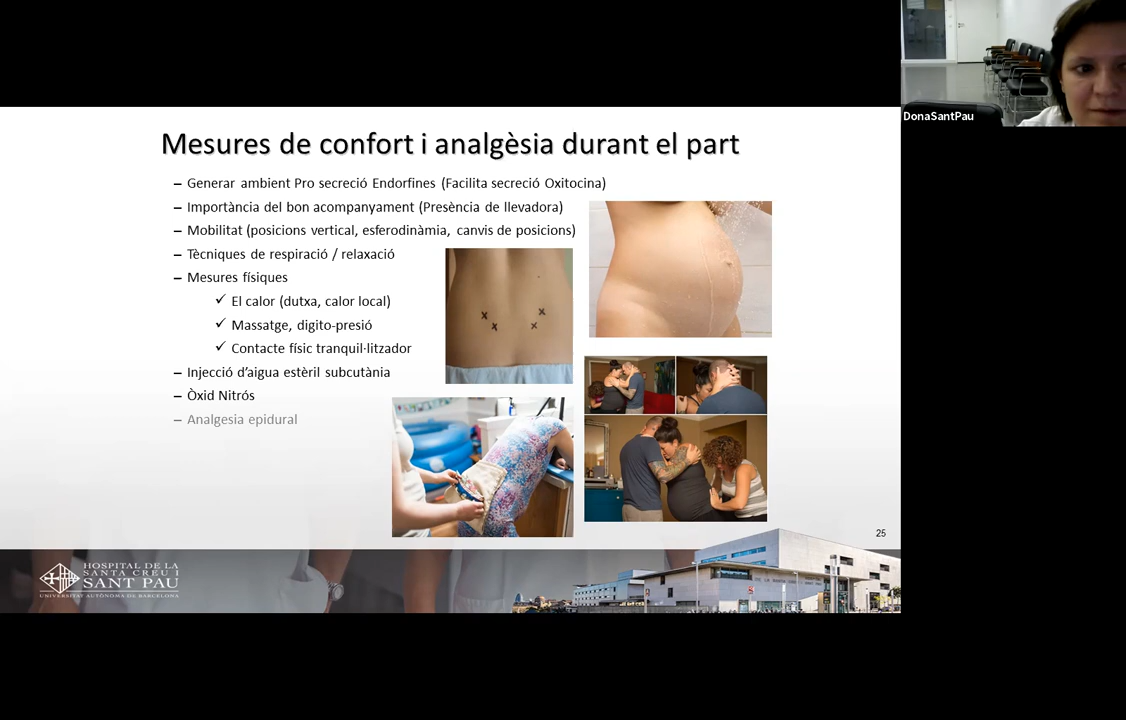 DonaSantPau
Mesures de confort i analgèsia durant el part
– Generar ambient Pro secreció Endorfines (Facilita secreció Oxitocina)
– Importància del bon acompanyament (Presència de llevadora)
– Mobilitat (posicions vertical, esferodinàmia, canvis de posicions)
– Tècniques de respiració / relaxació
– Mesures físiques
✓ El calor (dutxa, calor local)
✓ Massatge, digito-presió
✓ Contacte físic tranquil·litzador
– Injecció d'aigua estèril subcutània
– Òxid Nitrós
– Analgesia epidural
25
HOSPITAL DE LA
SANTA CREU I
SANT PAU
UNIVERSITAT AUTÒNOMA DE BARCELONA